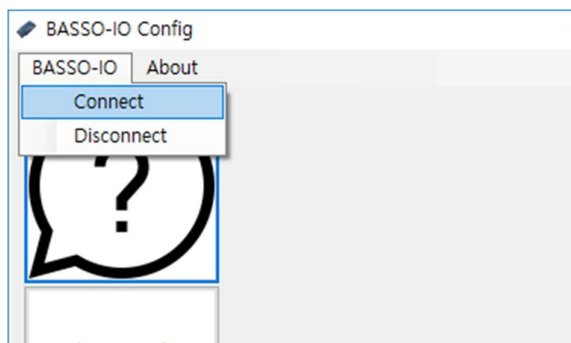 BASSO-IO Config
BASSO-IO About
Connect
Disconnect
?